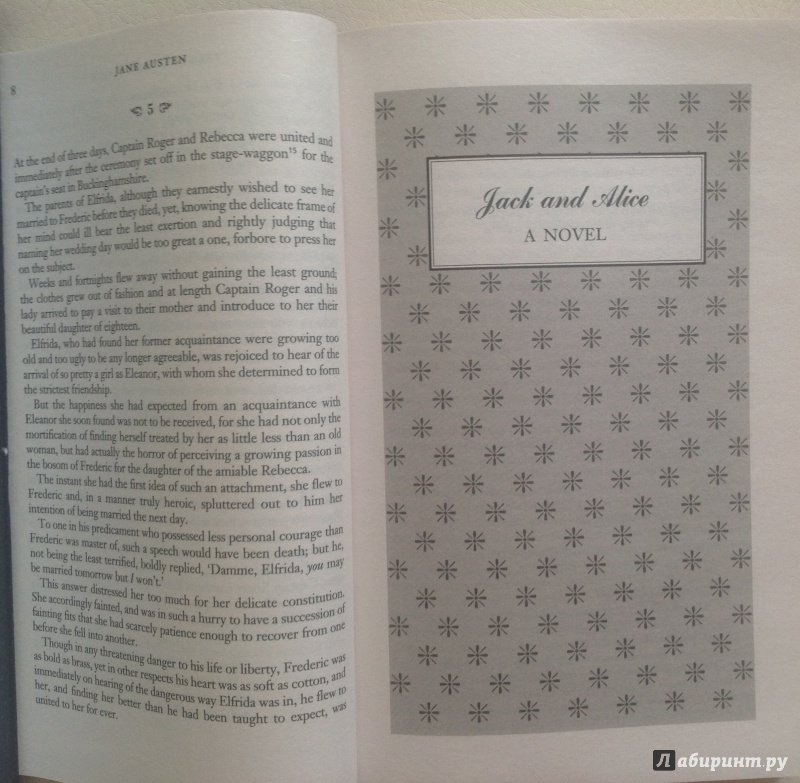 8
JANE AUSTEN
5
At the end of three days, Captain Roger and Rebecca were united and
immediately after the ceremony set off in the stage-waggon15 for the
captain's seat in Buckinghamshire.
The parents of Elfrida, although they earnestly wished to see her
married to Frederic before they died, yet, knowing the delicate frame of
her mind could ill bear the least exertion and rightly judging that
naming her wedding day would be too great a one, forbore to press her
on the subject.
Weeks and fortnights flew away without gaining the least ground;
the clothes grew out of fashion and at length Captain Roger and his
lady arrived to pay a visit to their mother and introduce to her their
beautiful daughter of eighteen.
Elfrida, who had found her former acquaintance were growing too
old and too ugly to be any longer agreeable, was rejoiced to hear of the
arrival of so pretty a girl as Eleanor, with whom she determined to form
the strictest friendship.
But the happiness she had expected from an acquaintance with
Eleanor she soon found was not to be received, for she had not only the
mortification of finding herself treated by her as little less than an old
woman, but had actually the horror of perceiving a growing passion in
the bosom of Frederic for the daughter of the amiable Rebecca.
The instant she had the first idea of such an attachment, she flew to
Frederic and, in a manner truly heroic, spluttered out to him her
intention of being married the next day.
To one in his predicament who possessed less personal courage than
Frederic was master of, such a speech would have been death; but he,
not being the least terrified, boldly replied, 'Damme, Elfrida, you may
be married tomorrow but I won't.'
This answer distressed her too much for her delicate constitution.
She accordingly fainted, and was in such a hurry to have a succession of
fainting fits that she had scarcely patience enough to recover from one
before she fell into another.
Though in any threatening danger to his life or liberty, Frederic was
as bold as brass, yet in other respects his heart was as soft as cotton, and
immediately on hearing of the dangerous way Elfrida was in, he flew to
her, and finding her better than he had been taught to expect, was
united to her for ever.
Jack and Alice
A NOVEL
Лабиринт.ру